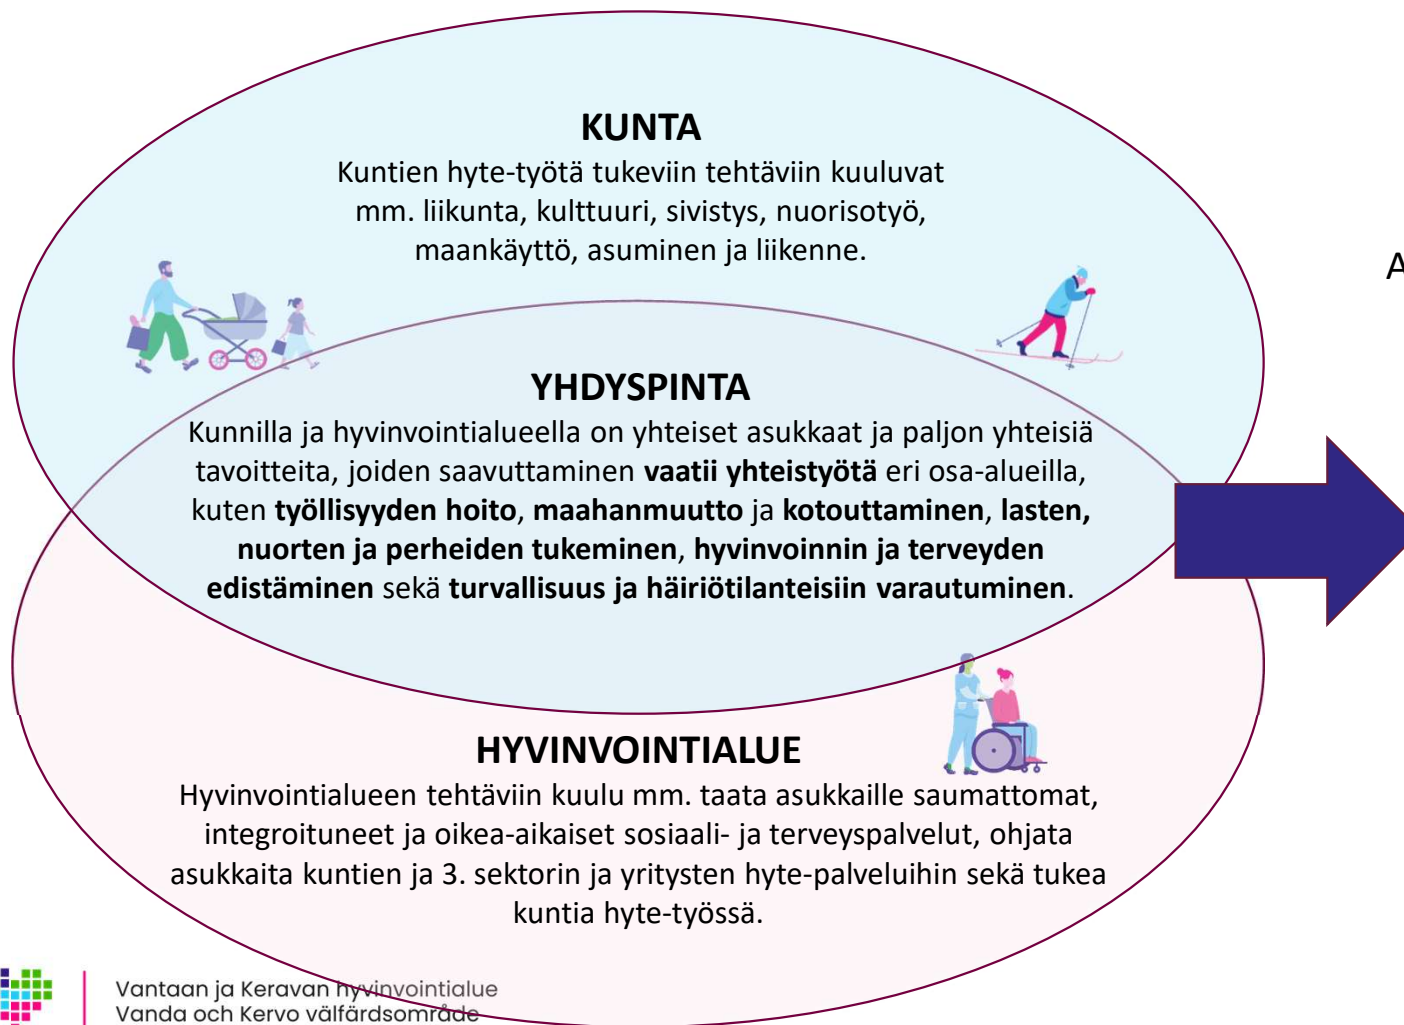 KUNTA
Kuntien hyte-työtä tukeviin tehtäviin kuuluvat
mm. liikunta, kulttuuri, sivistys, nuorisotyö,
maankäyttö, asuminen ja liikenne.
A
YHDYSPINTA
Kunnilla ja hyvinvointialueella on yhteiset asukkaat ja paljon yhteisiä
tavoitteita, joiden saavuttaminen vaatii yhteistyötä eri osa-alueilla,
kuten työllisyyden hoito, maahanmuutto ja kotouttaminen, lasten,
nuorten ja perheiden tukeminen, hyvinvoinnin ja terveyden
edistäminen sekä turvallisuus ja häiriötilanteisiin varautuminen.
HYVINVOINTIALUE
Hyvinvointialueen tehtäviin kuulu mm. taata asukkaille saumattomat,
integroituneet ja oikea-aikaiset sosiaali- ja terveyspalvelut, ohjata
asukkaita kuntien ja 3. sektorin ja yritysten hyte-palveluihin sekä tukea
kuntia hyte-työssä.
Vantaan ja Keravan hyvinvointialue
Vanda och Kervo välfärdsområde